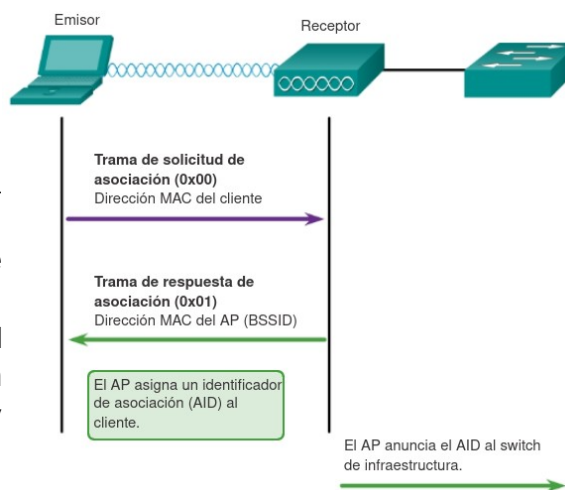 Emisor
Receptor
Trama de solicitud de
asociación (0x00)
Dirección MAC del cliente
Trama de respuesta de
asociación (0x01)
Dirección MAC del AP (BSSID)
El AP asigna un identificador
de asociación (AID) al
cliente.
El AP anuncia el AID al switch
de infraestructura.